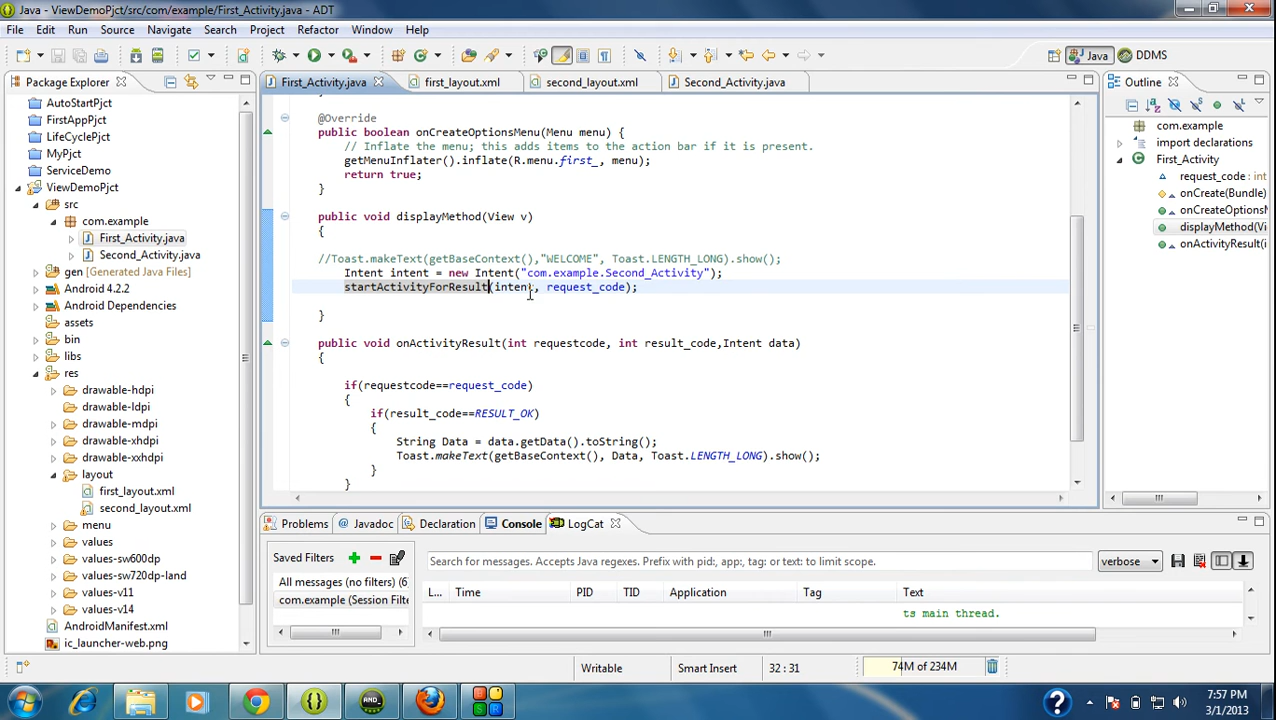 Java - ViewDemoPjct/src/com/example/First_Activity.java - ADT
File Edit Run Source Navigate Search Project Refactor Window Help
Java DDMS
Package Explorer
First_Activity.java first_layout.xml second_layout.xml Second_Activity.java
Outline
AutoStartPjct
FirstAppPjct
LifeCyclePjct
MyPjct
ServiceDemo
ViewDemoPjct
src
com.example
First_Activity.java
Second_Activity.java
gen [Generated Java Files]
Android 4.2.2
Android Dependencies
assets
bin
libs
res
drawable-hdpi
drawable-ldpi
drawable-mdpi
drawable-xhdpi
drawable-xxhdpi
layout
first_layout.xml
second_layout.xml
menu
values
values-sw600dp
values-sw720dp-land
values-v11
values-v14
AndroidManifest.xml
ic_launcher-web.png
@Override
public boolean onCreateOptionsMenu(Menu menu) {
// Inflate the menu; this adds items to the action bar if it is present.
getMenuInflater().inflate(R.menu.first_, menu);
return true;
}
public void displayMethod(View v)
{
//Toast.makeText(getBaseContext(),"WELCOME", Toast.LENGTH_LONG).show();
Intent intent = new Intent("com.example.Second_Activity");
startActivityForResult(intent, request_code);
}
public void onActivityResult(int requestcode, int result_code,Intent data)
{
if(requestcode==request_code)
{
if(result_code==RESULT_OK)
{
String Data = data.getData().toString();
Toast.makeText(getBaseContext(), Data, Toast.LENGTH_LONG).show();
}
}
com.example
import declarations
First_Activity
request_code : int
onCreate(Bundle)
onCreateOptionsM
displayMethod(Vi
onActivityResult(i
Problems Javadoc Declaration Console LogCat
Saved Filters
All messages (no filters) (6
com.example (Session Filte
Search for messages. Accepts Java regexes. Prefix with pid:, app:, tag: or text: to limit scope.
verbose
L... Time PID TID Application Tag Text
ts main thread.
Writable Smart Insert 32 : 31 74M of 234M
7:57 PM
3/1/2013